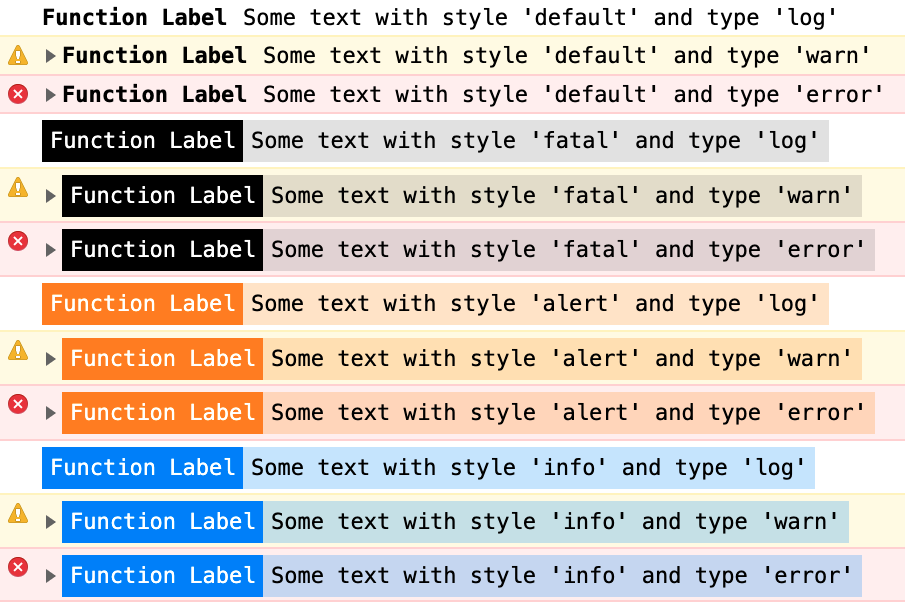 Function Label Some text with style 'default' and type 'log'
Function Label Some text with style 'default' and type 'warn'
Function Label Some text with style 'default' and type 'error'
Function Label Some text with style 'fatal' and type 'log'
Function Label Some text with style 'fatal' and type 'warn'
Function Label Some text with style 'fatal' and type 'error'
Function Label Some text with style 'alert' and type 'log'
Function Label Some text with style 'alert' and type 'warn'
Function Label Some text with style 'alert' and type 'error'
Function Label Some text with style 'info' and type 'log'
Function Label Some text with style 'info' and type 'warn'
Function Label Some text with style 'info' and type 'error'